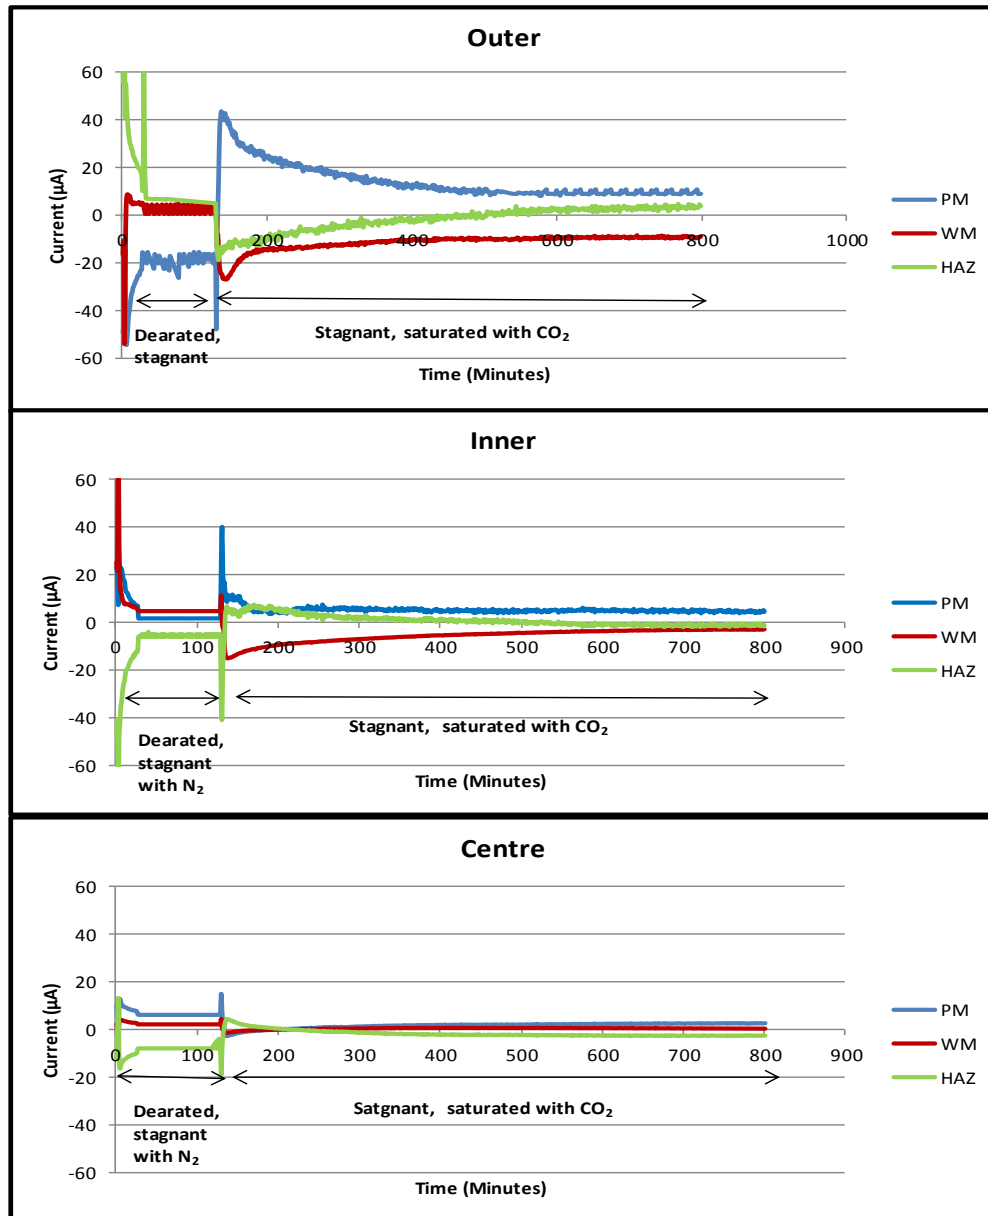 Outer
60
40
20
0
-20
-40
-60
Current (µA)
0
200
400
600
800
1000
Dearated,
stagnant
Stagnant, saturated with CO₂
Time (Minutes)
PM
WM
HAZ
Inner
60
40
20
0
-20
-40
-60
Current (µA)
0
100
200
300
400
500
600
700
800
900
Dearated,
stagnant
with N₂
Stagnant, saturated with CO₂
Time (Minutes)
PM
WM
HAZ
Centre
60
40
20
0
-20
-40
-60
Current (µA)
0
100
200
300
400
500
600
700
800
900
Dearated,
stagnant
with N₂
Satgnant, saturated with CO₂
Time (Minutes)
PM
WM
HAZ